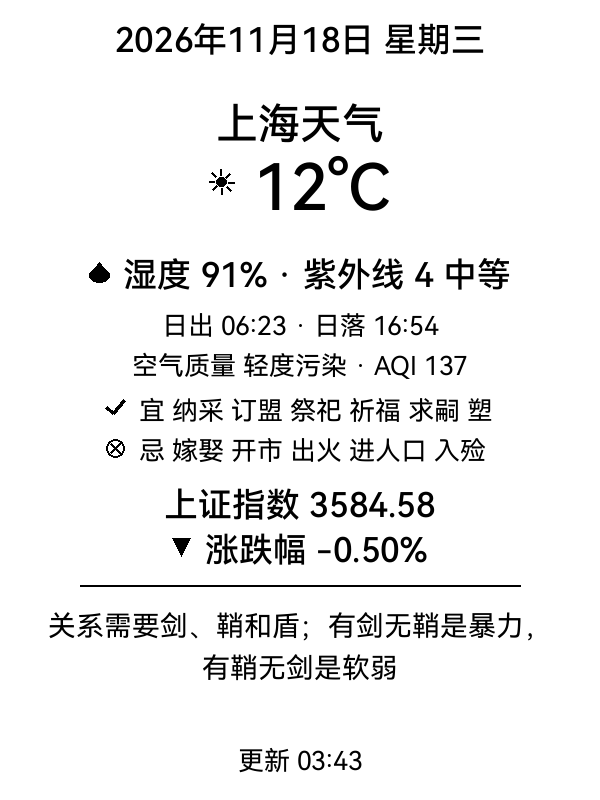 2026年11月18日 星期三
上海天气
12°C
湿度 91% · 紫外线 4 中等
日出 06:23 · 日落 16:54
空气质量 轻度污染 · AQI 137
宜 纳采 订盟 祭祀 祈福 求嗣 塑
忌 嫁娶 开市 出火 进人口 入殓
上证指数 3584.58
▼ 涨跌幅 -0.50%
关系需要剑、鞘和盾；有剑无鞘是暴力，
有鞘无剑是软弱
更新 03:43